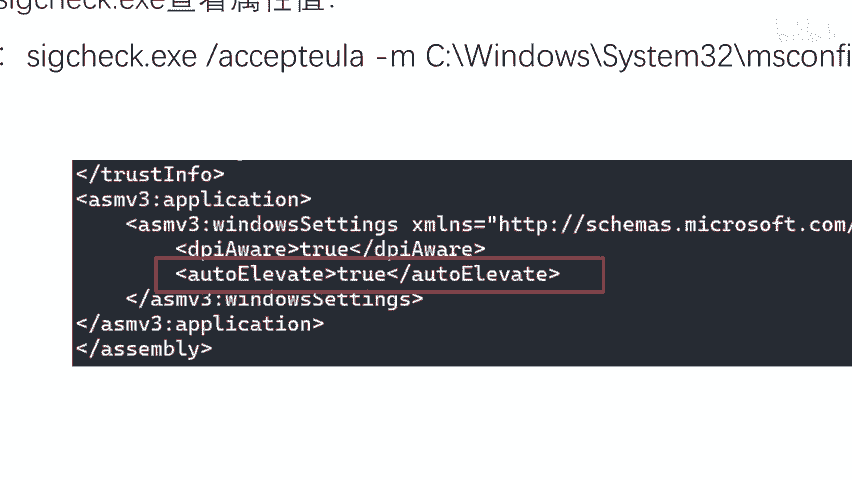 sigcheck.exe查看属性值：
： sigcheck.exe /accepteula -m C:\Windows\System32\msconfi
</trustInfo>
<asmv3:application>
<asmv3:windowsSettings xmlns="http://schemas.microsoft.com/
<dpiAware>true</dpiAware>
<autoElevate>true</autoElevate>
</asmv3:windowsSettings>
</asmv3:application>
</assembly>